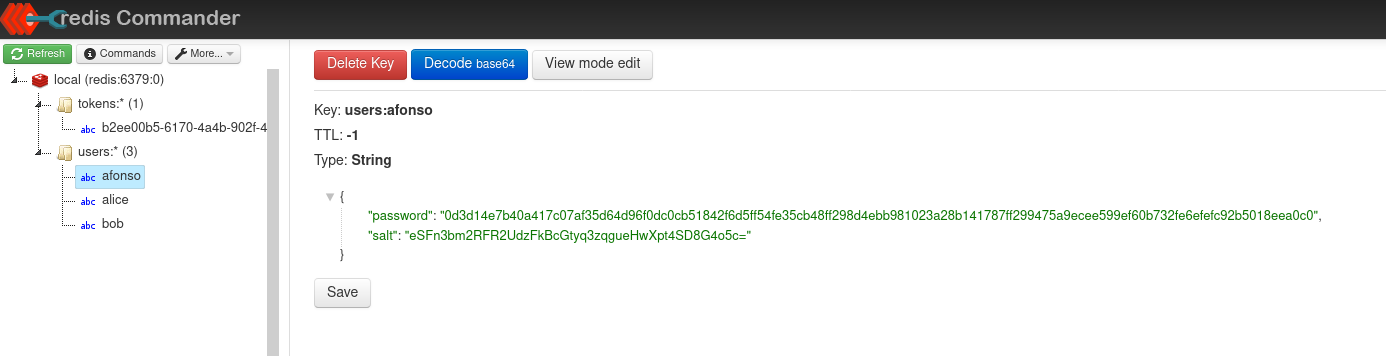 redis Commander
Refresh Commands More...
Delete Key Decode base64 View mode edit
local (redis:6379:0)
tokens:* (1)
abc b2ee00b5-6170-4a4b-902f-4
users:* (3)
abc afonso
abc alice
abc bob
Key: users:afonso
TTL: -1
Type: String
{
"password": "0d3d14e7b40a417c07af35d64d96f0dc0cb51842f6d5ff54fe35cb48ff298d4ebb981023a28b141787ff299475a9ecee599ef60b732fe6efefc92b5018eea0c0",
"salt": "eSFn3bm2RFR2UdzFkBcGtyq3zqgueHwXpt4SD8G4o5c="
}
Save